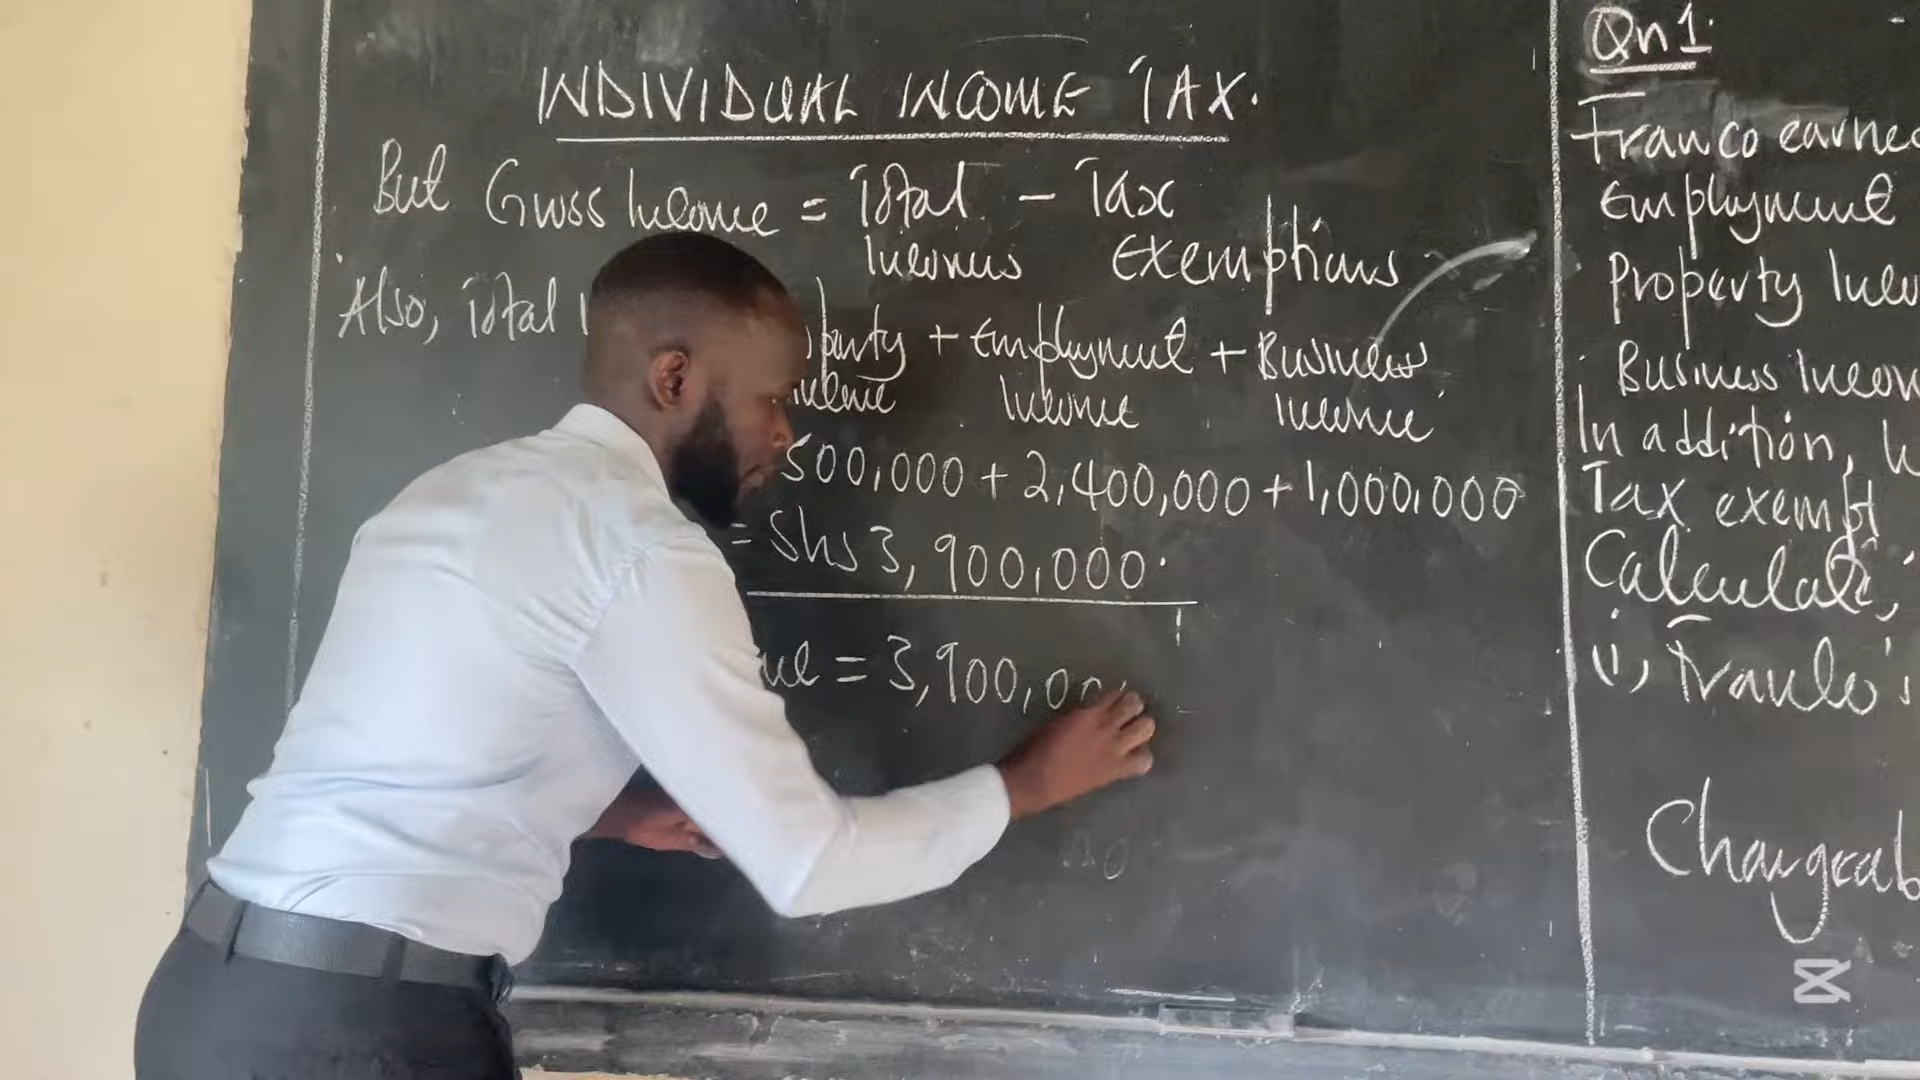 INDIVIDUAL INCOME TAX.
But Gross Income = Total - Tax
Incomes Exemptions
Also, Total
perty + Employment + Business
Income Income Income
500,000 + 2,400,000 + 1,000,000
= Shs 3,900,000.
me = 3,900,00
Qn1.
Franco earned
Employment
Property Inco
Business Incom
In addition, h
Tax exempt
Calculate,
i, Franco's
Chargeab